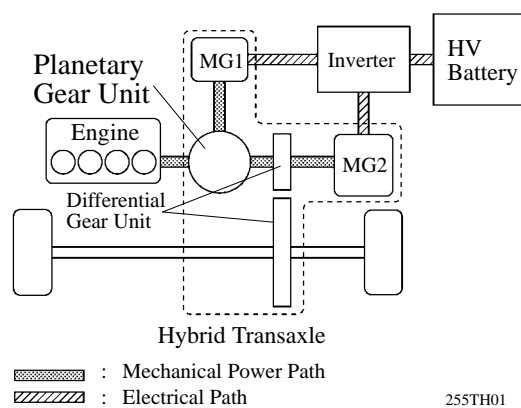 MG1
Inverter
HV
Battery
Planetary
Gear Unit
Engine
MG2
Differential
Gear Unit
Hybrid Transaxle
: Mechanical Power Path
: Electrical Path
255TH01